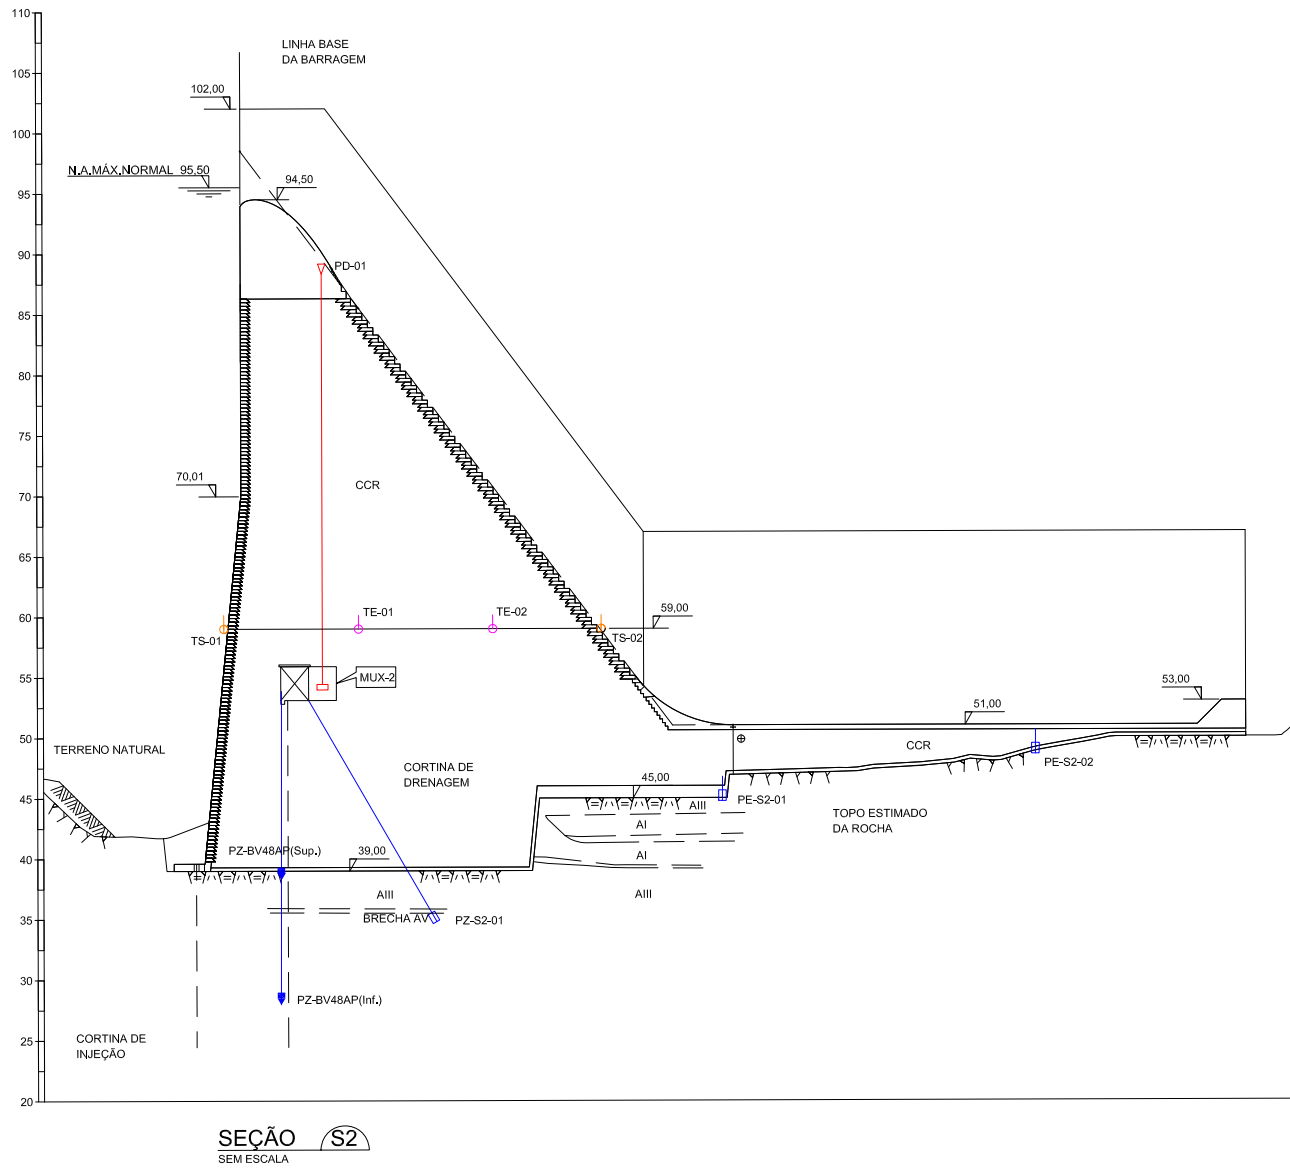 110
LINHA BASE
DA BARRAGEM
105
102,00
100
N.A.MÁX.NORMAL 95,50
94,50
95
90
PD-01
85
80
75
70,01
CCR
70
65
60
TE-01
TE-02
59,00
TS-01
TS-02
MUX-2
55
53,00
51,00
50
TERRENO NATURAL
CCR
CORTINA DE
DRENAGEM
PE-S2-02
45,00
45
PE-S2-01
AIII
TOPO ESTIMADO
DA ROCHA
AI
PZ-BV48AP(Sup.)
39,00
AI
40
AIII
AIII
BRECHA AV
PZ-S2-01
35
30
PZ-BV48AP(Inf.)
25
CORTINA DE
INJEÇÃO
20
SEÇÃO S2
SEM ESCALA